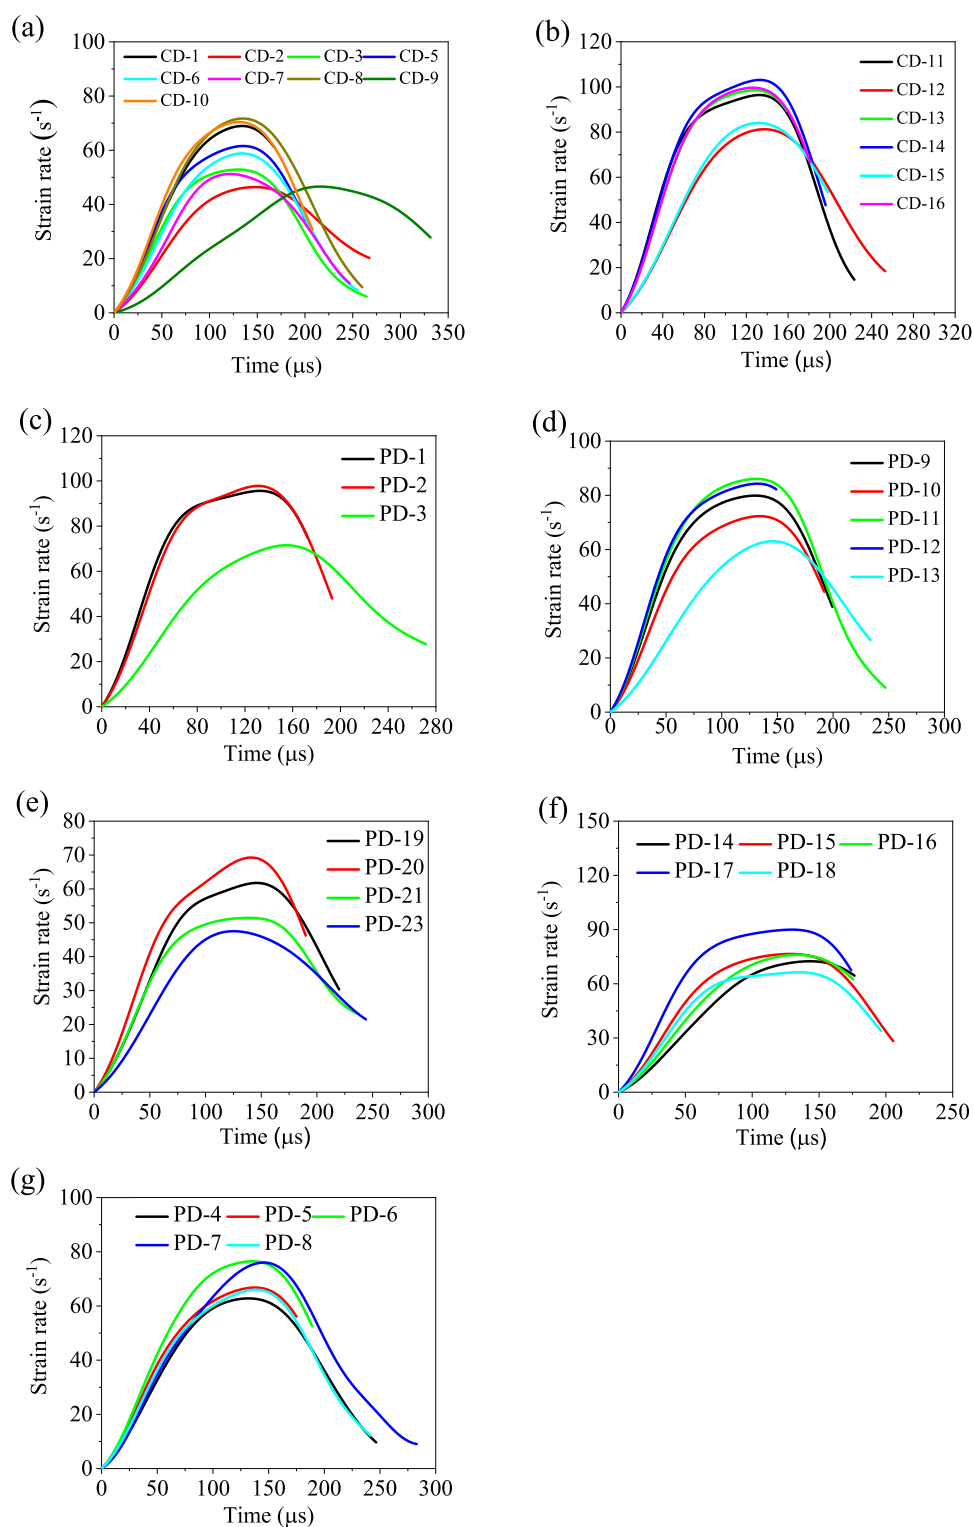 (a)
100
80
60
40
20
0
Strain rate (s⁻¹)
CD-1 CD-2 CD-3 CD-5
CD-6 CD-7 CD-8 CD-9
CD-10
0 50 100 150 200 250 300 350
Time (μs)
(b)
120
100
80
60
40
20
0
Strain rate (s⁻¹)
CD-11
CD-12
CD-13
CD-14
CD-15
CD-16
0 40 80 120 160 200 240 280 320
Time (μs)
(c)
120
100
80
60
40
20
0
Strain rate (s⁻¹)
PD-1
PD-2
PD-3
0 40 80 120 160 200 240 280
Time (μs)
(d)
100
80
60
40
20
0
Strain rate (s⁻¹)
PD-9
PD-10
PD-11
PD-12
PD-13
0 50 100 150 200 250 300
Time (μs)
(e)
80
70
60
50
40
30
20
10
0
Strain rate (s⁻¹)
PD-19
PD-20
PD-21
PD-23
0 50 100 150 200 250 300
Time (μs)
(f)
150
120
90
60
30
0
Strain rate (s⁻¹)
PD-14 PD-15 PD-16
PD-17 PD-18
0 50 100 150 200 250
Time (μs)
(g)
100
80
60
40
20
0
Strain rate (s⁻¹)
PD-4 PD-5 PD-6
PD-7 PD-8
0 50 100 150 200 250 300
Time (μs)